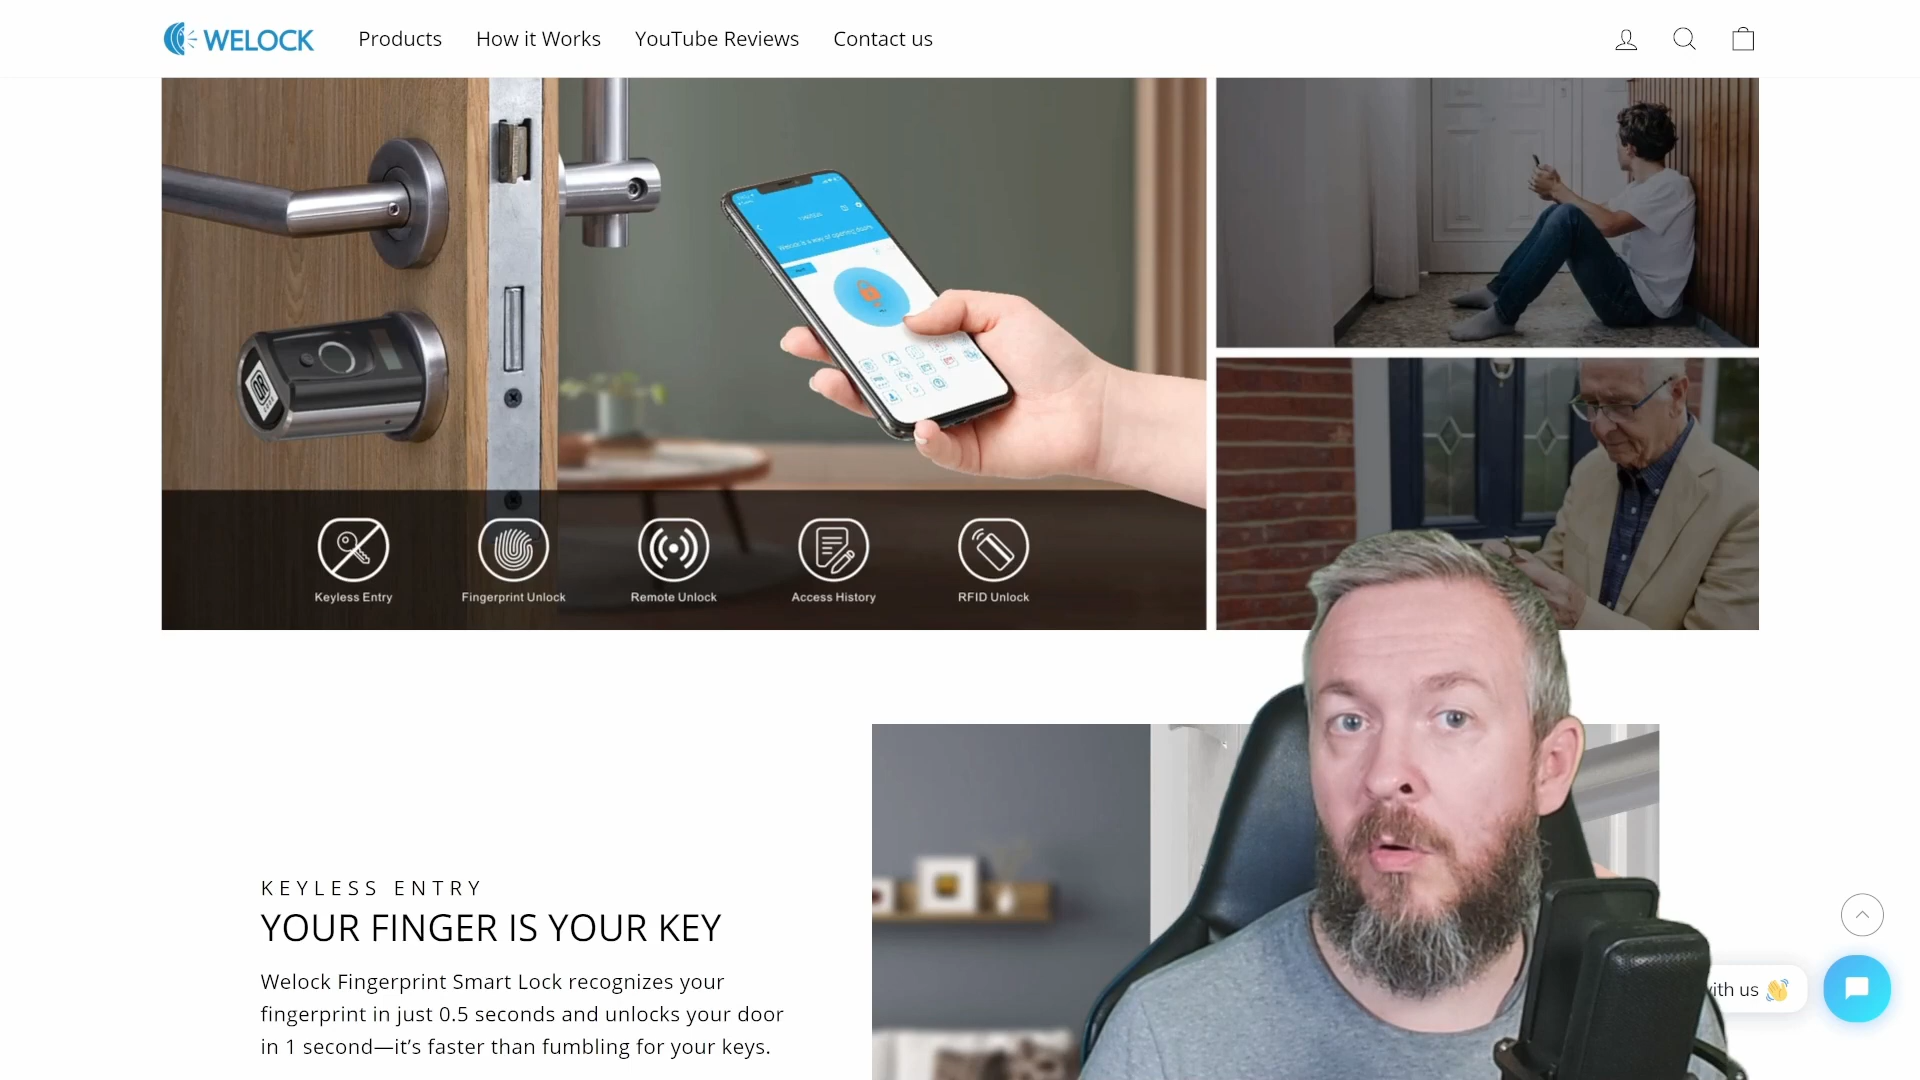 WELOCK
Products
How it Works
YouTube Reviews
Contact us
Keyless Entry
Fingerprint Unlock
Remote Unlock
Access History
RFID Unlock
KEYLESS ENTRY
YOUR FINGER IS YOUR KEY
Welock Fingerprint Smart Lock recognizes your
fingerprint in just 0.5 seconds and unlocks your door
in 1 second—it’s faster than fumbling for your keys.
with us 👋